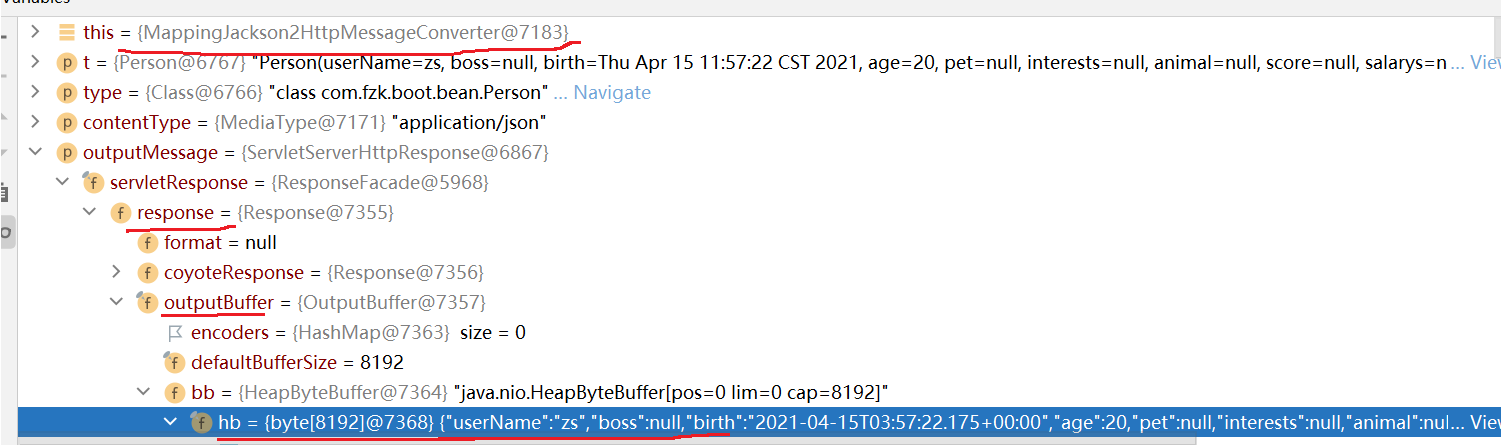 Variables
this = {MappingJackson2HttpMessageConverter@7183}
t = {Person@6767} "Person(userName=zs, boss=null, birth=Thu Apr 15 11:57:22 CST 2021, age=20, pet=null, interests=null, animal=null, score=null, salarys=n ... View
type = {Class@6766} "class com.fzk.boot.bean.Person" ... Navigate
contentType = {MediaType@7171} "application/json"
outputMessage = {ServletServerHttpResponse@6867}
servletResponse = {ResponseFacade@5968}
response = {Response@7355}
format = null
coyoteResponse = {Response@7356}
outputBuffer = {OutputBuffer@7357}
encoders = {HashMap@7363} size = 0
defaultBufferSize = 8192
bb = {HeapByteBuffer@7364} "java.nio.HeapByteBuffer[pos=0 lim=0 cap=8192]"
hb = {byte[8192]@7368} {"userName":"zs","boss":null,"birth":"2021-04-15T03:57:22.175+00:00","age":20,"pet":null,"interests":null,"animal":nul... View